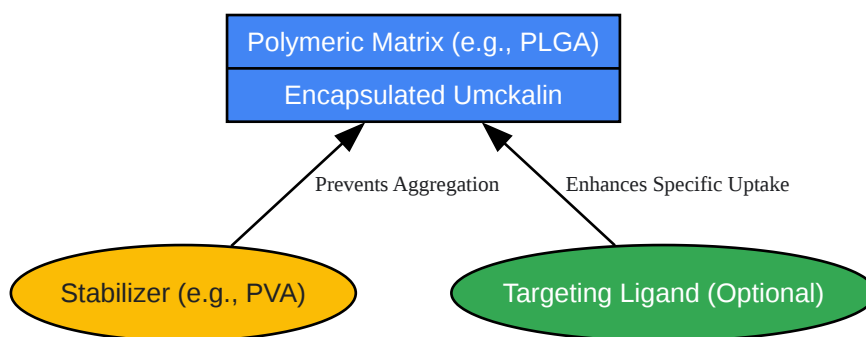 Polymeric Matrix (e.g., PLGA)
Encapsulated Umckalin
Prevents Aggregation
Enhances Specific Uptake
Stabilizer (e.g., PVA)
Targeting Ligand (Optional)